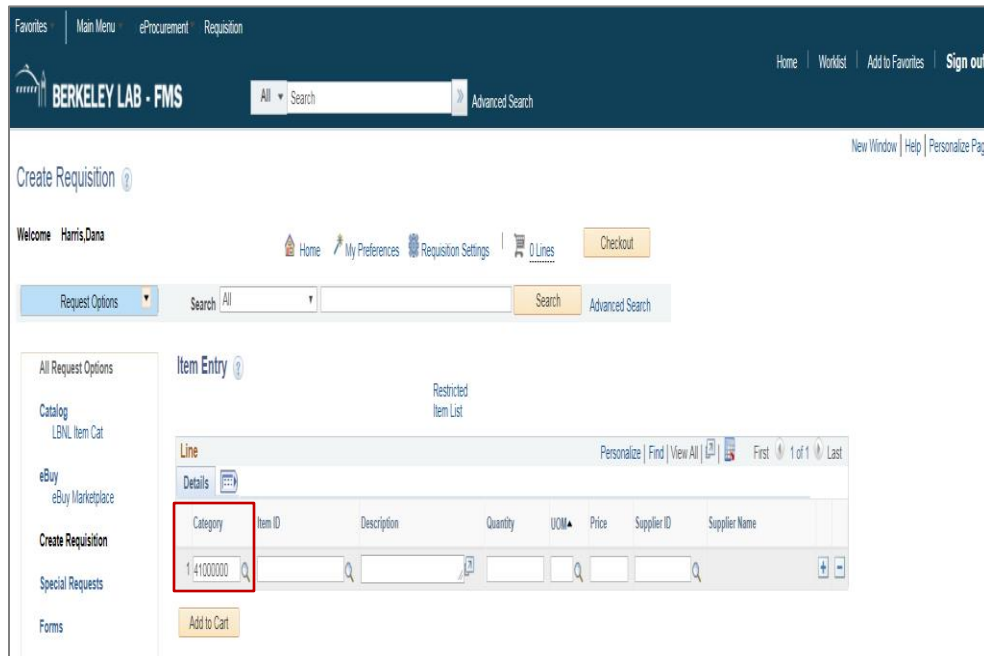 Favorites Main Menu eProcurement Requisition
Home Worklist Add to Favorites Sign out
BERKELEY LAB - FMS All Search Advanced Search
New Window | Help | Personalize Pag
Create Requisition
Welcome Harris,Dana
Home My Preferences Requisition Settings 0 Lines Checkout
Request Options Search All Search Advanced Search
All Request Options
Catalog
LBNL Item Cat
eBuy
eBuy Marketplace
Create Requisition
Special Requests
Forms
Item Entry
Restricted
Item List
Line Personalize | Find | View All | First 1 of 1 Last
Details
Category Item ID Description Quantity UOM Price Supplier ID Supplier Name
1 41000000
Add to Cart